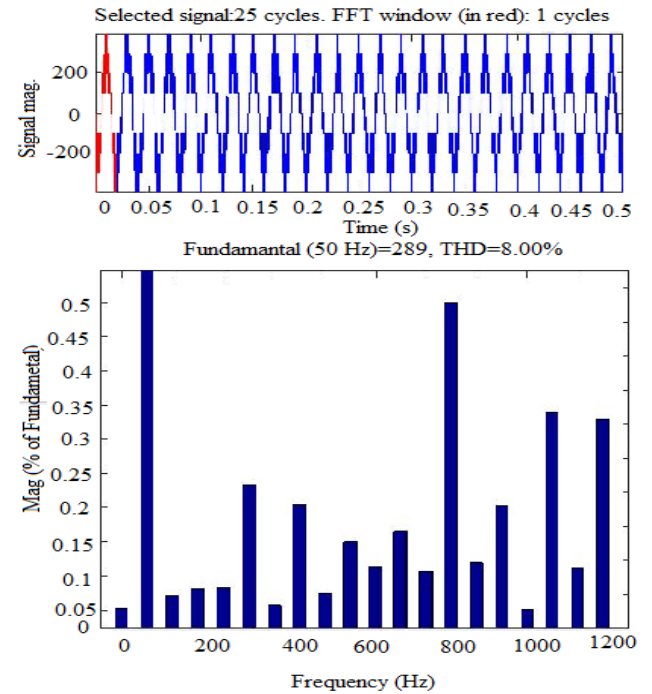 Selected signal:25 cycles. FFT window (in red): 1 cycles
Signal mag.
200
0
-200
0 0.05 0.1 0.15 0.2 0.25 0.3 0.35 0.4 0.45 0.5
Time (s)
Fundamantal (50 Hz)=289, THD=8.00%
Mag (% of Fundametal)
0.5
0.45
0.4
0.35
0.3
0.25
0.2
0.15
0.1
0.05
0
0 200 400 600 800 1000 1200
Frequency (Hz)